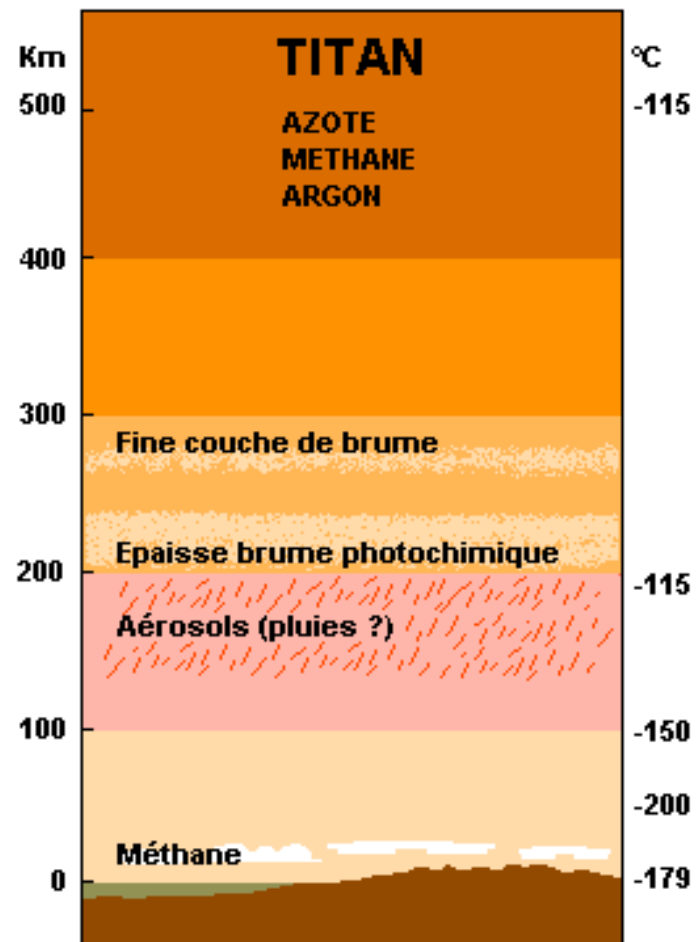 Km
TITAN
°C
500
-115
AZOTE
METHANE
ARGON
400
300
Fine couche de brume
Epaisse brume photochimique
200
-115
Aérosols (pluies ?)
100
-150
-200
Méthane
0
-179